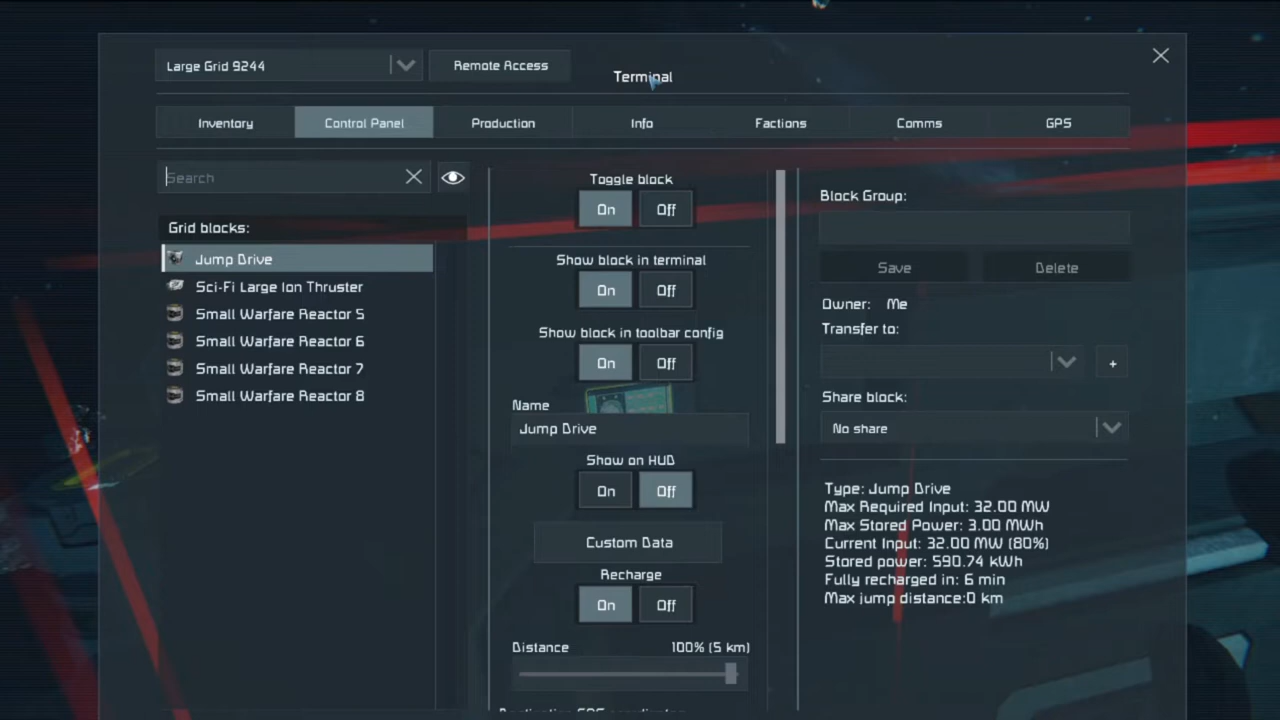 Large Grid 9244
Remote Access
Terminal
Inventory
Control Panel
Production
Info
Factions
Comms
GPS
Search
Grid blocks:
Jump Drive
Sci-Fi Large Ion Thruster
Small Warfare Reactor 5
Small Warfare Reactor 6
Small Warfare Reactor 7
Small Warfare Reactor 8
Toggle block
On Off
Show block in terminal
On Off
Show block in toolbar config
On Off
Name
Jump Drive
Show on HUD
On Off
Custom Data
Recharge
On Off
Distance 100% (5 km)
Destination GPS coordinates
Block Group:
Save Delete
Owner: Me
Transfer to:
+
Share block:
No share
Type: Jump Drive
Max Required Input: 32.00 MW
Max Stored Power: 3.00 MWh
Current Input: 32.00 MW (80%)
Stored power: 590.74 kWh
Fully recharged in: 6 min
Max jump distance:0 km